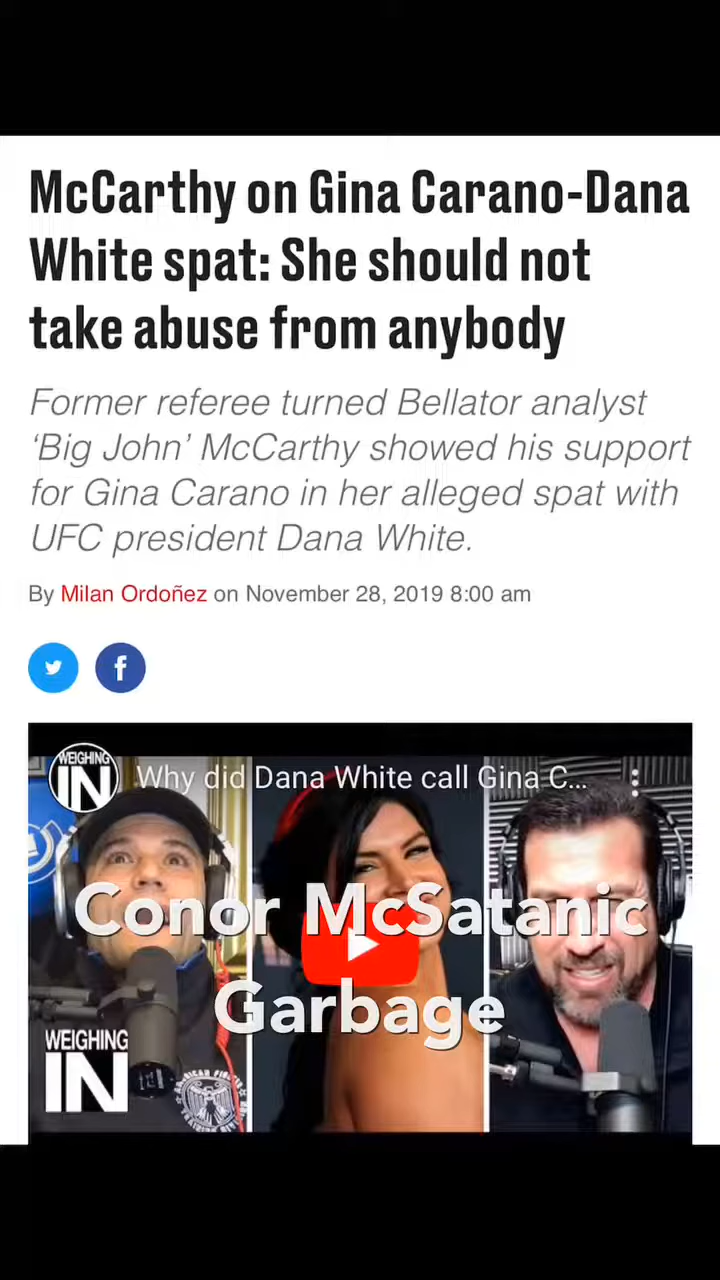 McCarthy on Gina Carano-Dana
White spat: She should not
take abuse from anybody
Former referee turned Bellator analyst
‘Big John’ McCarthy showed his support
for Gina Carano in her alleged spat with
UFC president Dana White.
By Milan Ordoñez on November 28, 2019 8:00 am
WEIGHING
IN
Why did Dana White call Gina C...
Conor McSatanic
Garbage
WEIGHING
IN